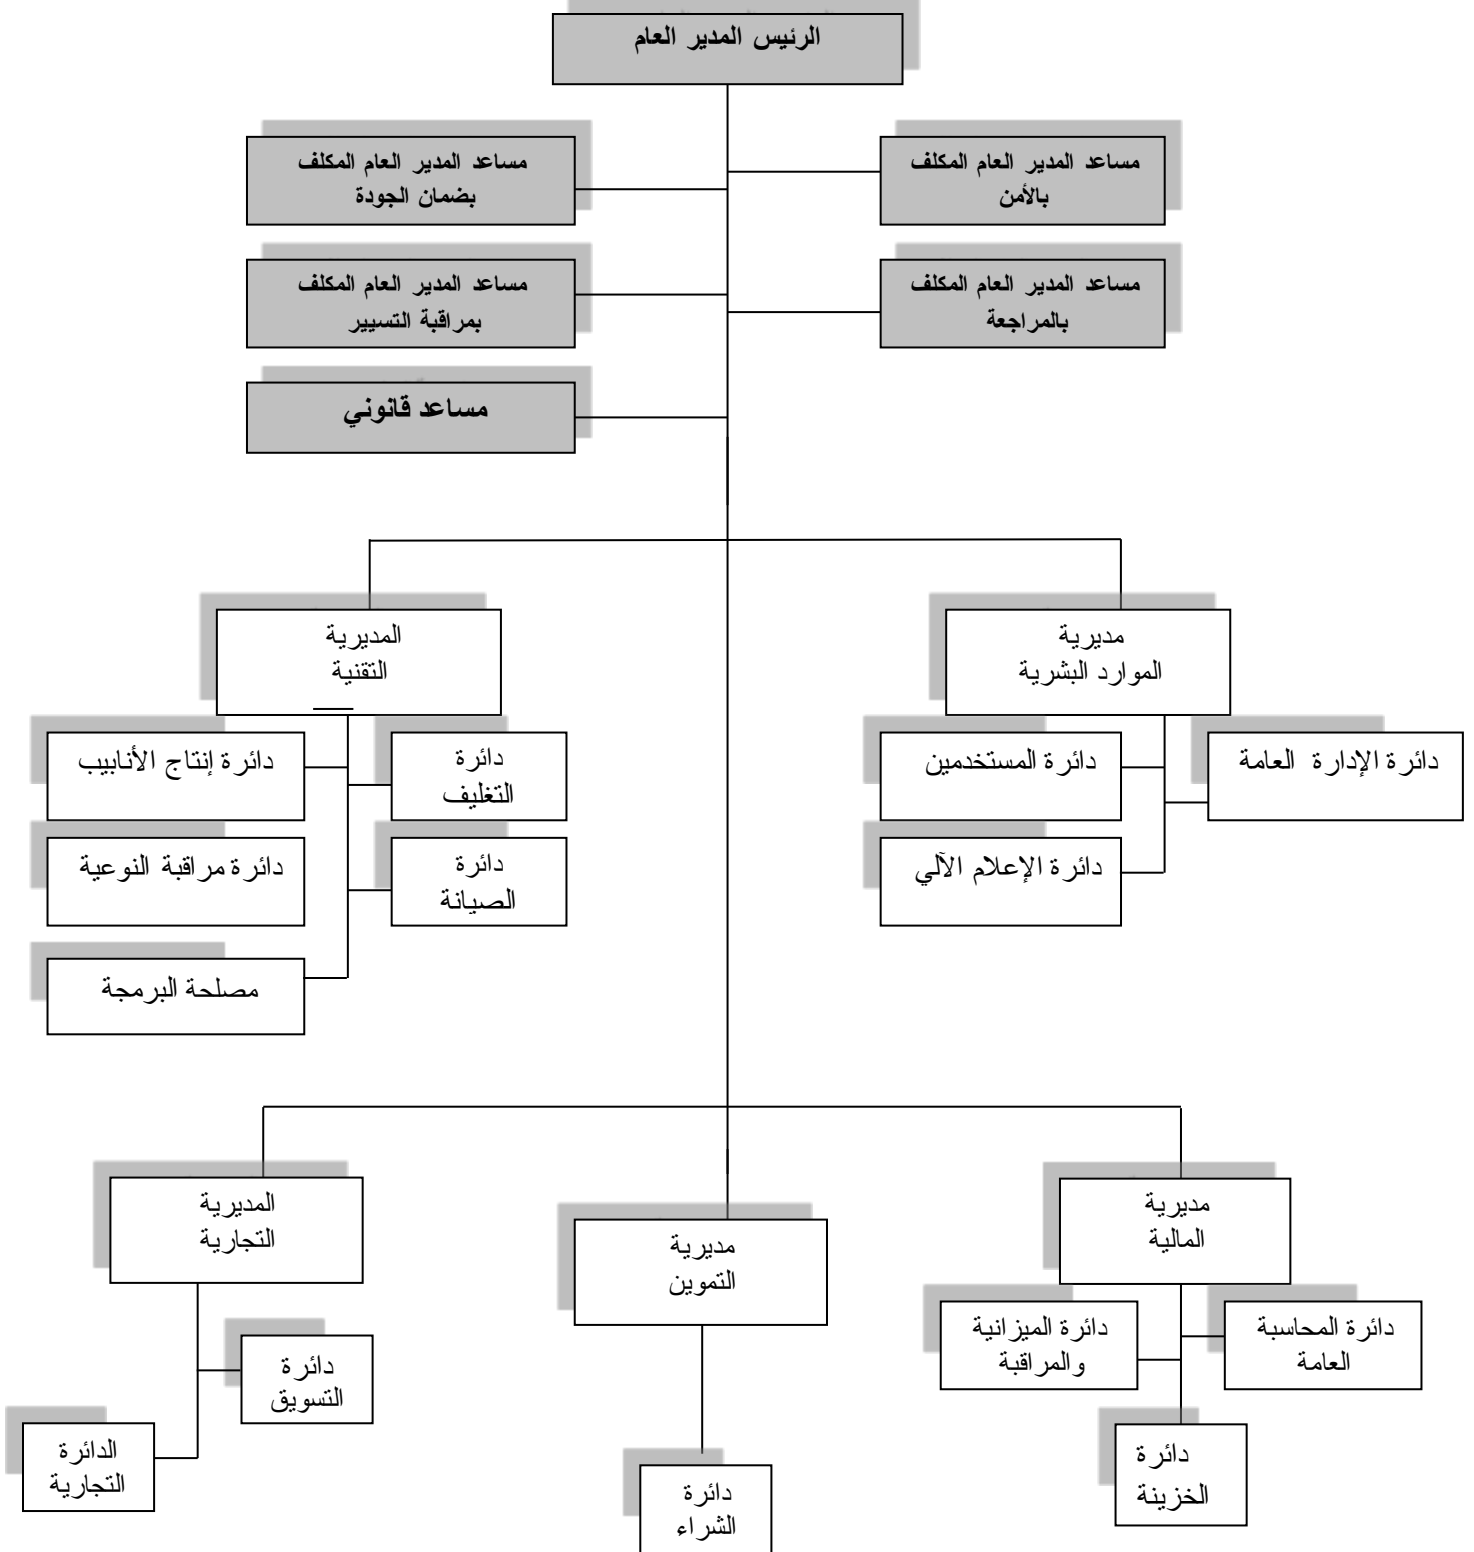 الرئيس المدير العام
مساعد المدير العام المكلف
بالأمن
مساعد المدير العام المكلف
بضمان الجودة
مساعد المدير العام المكلف
بالمراجعة
مساعد المدير العام المكلف
بمراقبة التسيير
مساعد قانوني
مديرية
الموارد البشرية
المديرية
التقنية
دائرة الإدارة العامة
دائرة المستخدمين
دائرة الإعلام الآلي
دائرة
التغليف
دائرة إنتاج الأنابيب
دائرة
الصيانة
دائرة مراقبة النوعية
مصلحة البرمجة
مديرية
المالية
مديرية
التموين
المديرية
التجارية
دائرة المحاسبة
العامة
دائرة الميزانية
والمراقبة
دائرة
الخزينة
دائرة
الشراء
دائرة
التسويق
الدائرة
التجارية